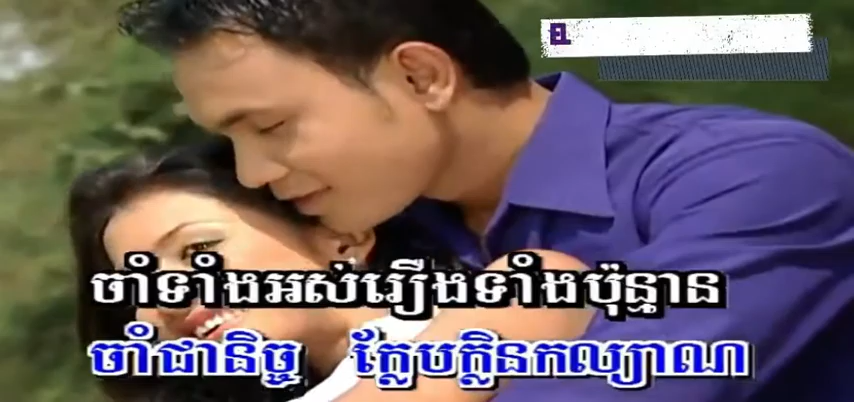 ចាំទាំងអស់រឿងទាំងប៉ុន្មាន
ចាំជានិច្ច ក្លែបក្លិនកល្យាណ